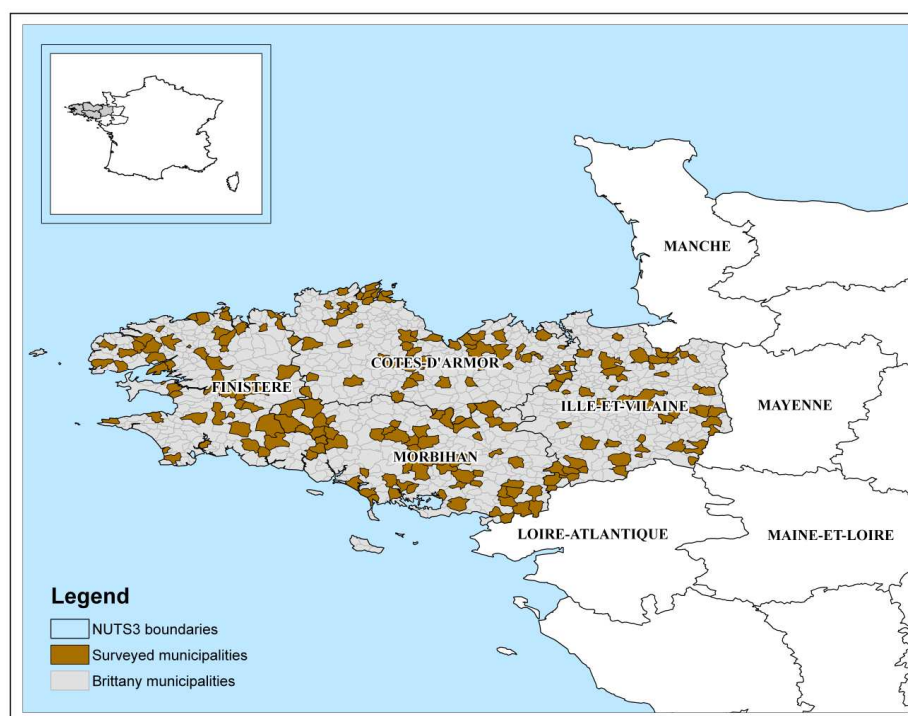 MANCHE
COTES-D'ARMOR
FINISTERE
ILLE-ET-VILAINE
MAYENNE
MORBIHAN
LOIRE-ATLANTIQUE
MAINE-ET-LOIRE
Legend
NUTS3 boundaries
Surveyed municipalities
Brittany municipalities